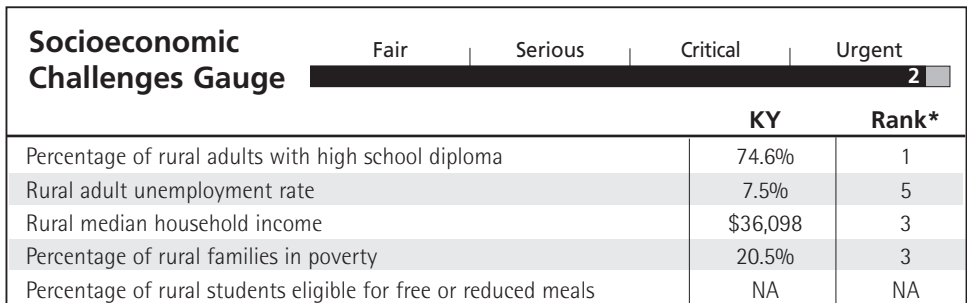 Socioeconomic
Challenges Gauge
Fair Serious Critical Urgent
2
KY Rank*
Percentage of rural adults with high school diploma 74.6% 1
Rural adult unemployment rate 7.5% 5
Rural median household income $36,098 3
Percentage of rural families in poverty 20.5% 3
Percentage of rural students eligible for free or reduced meals NA NA